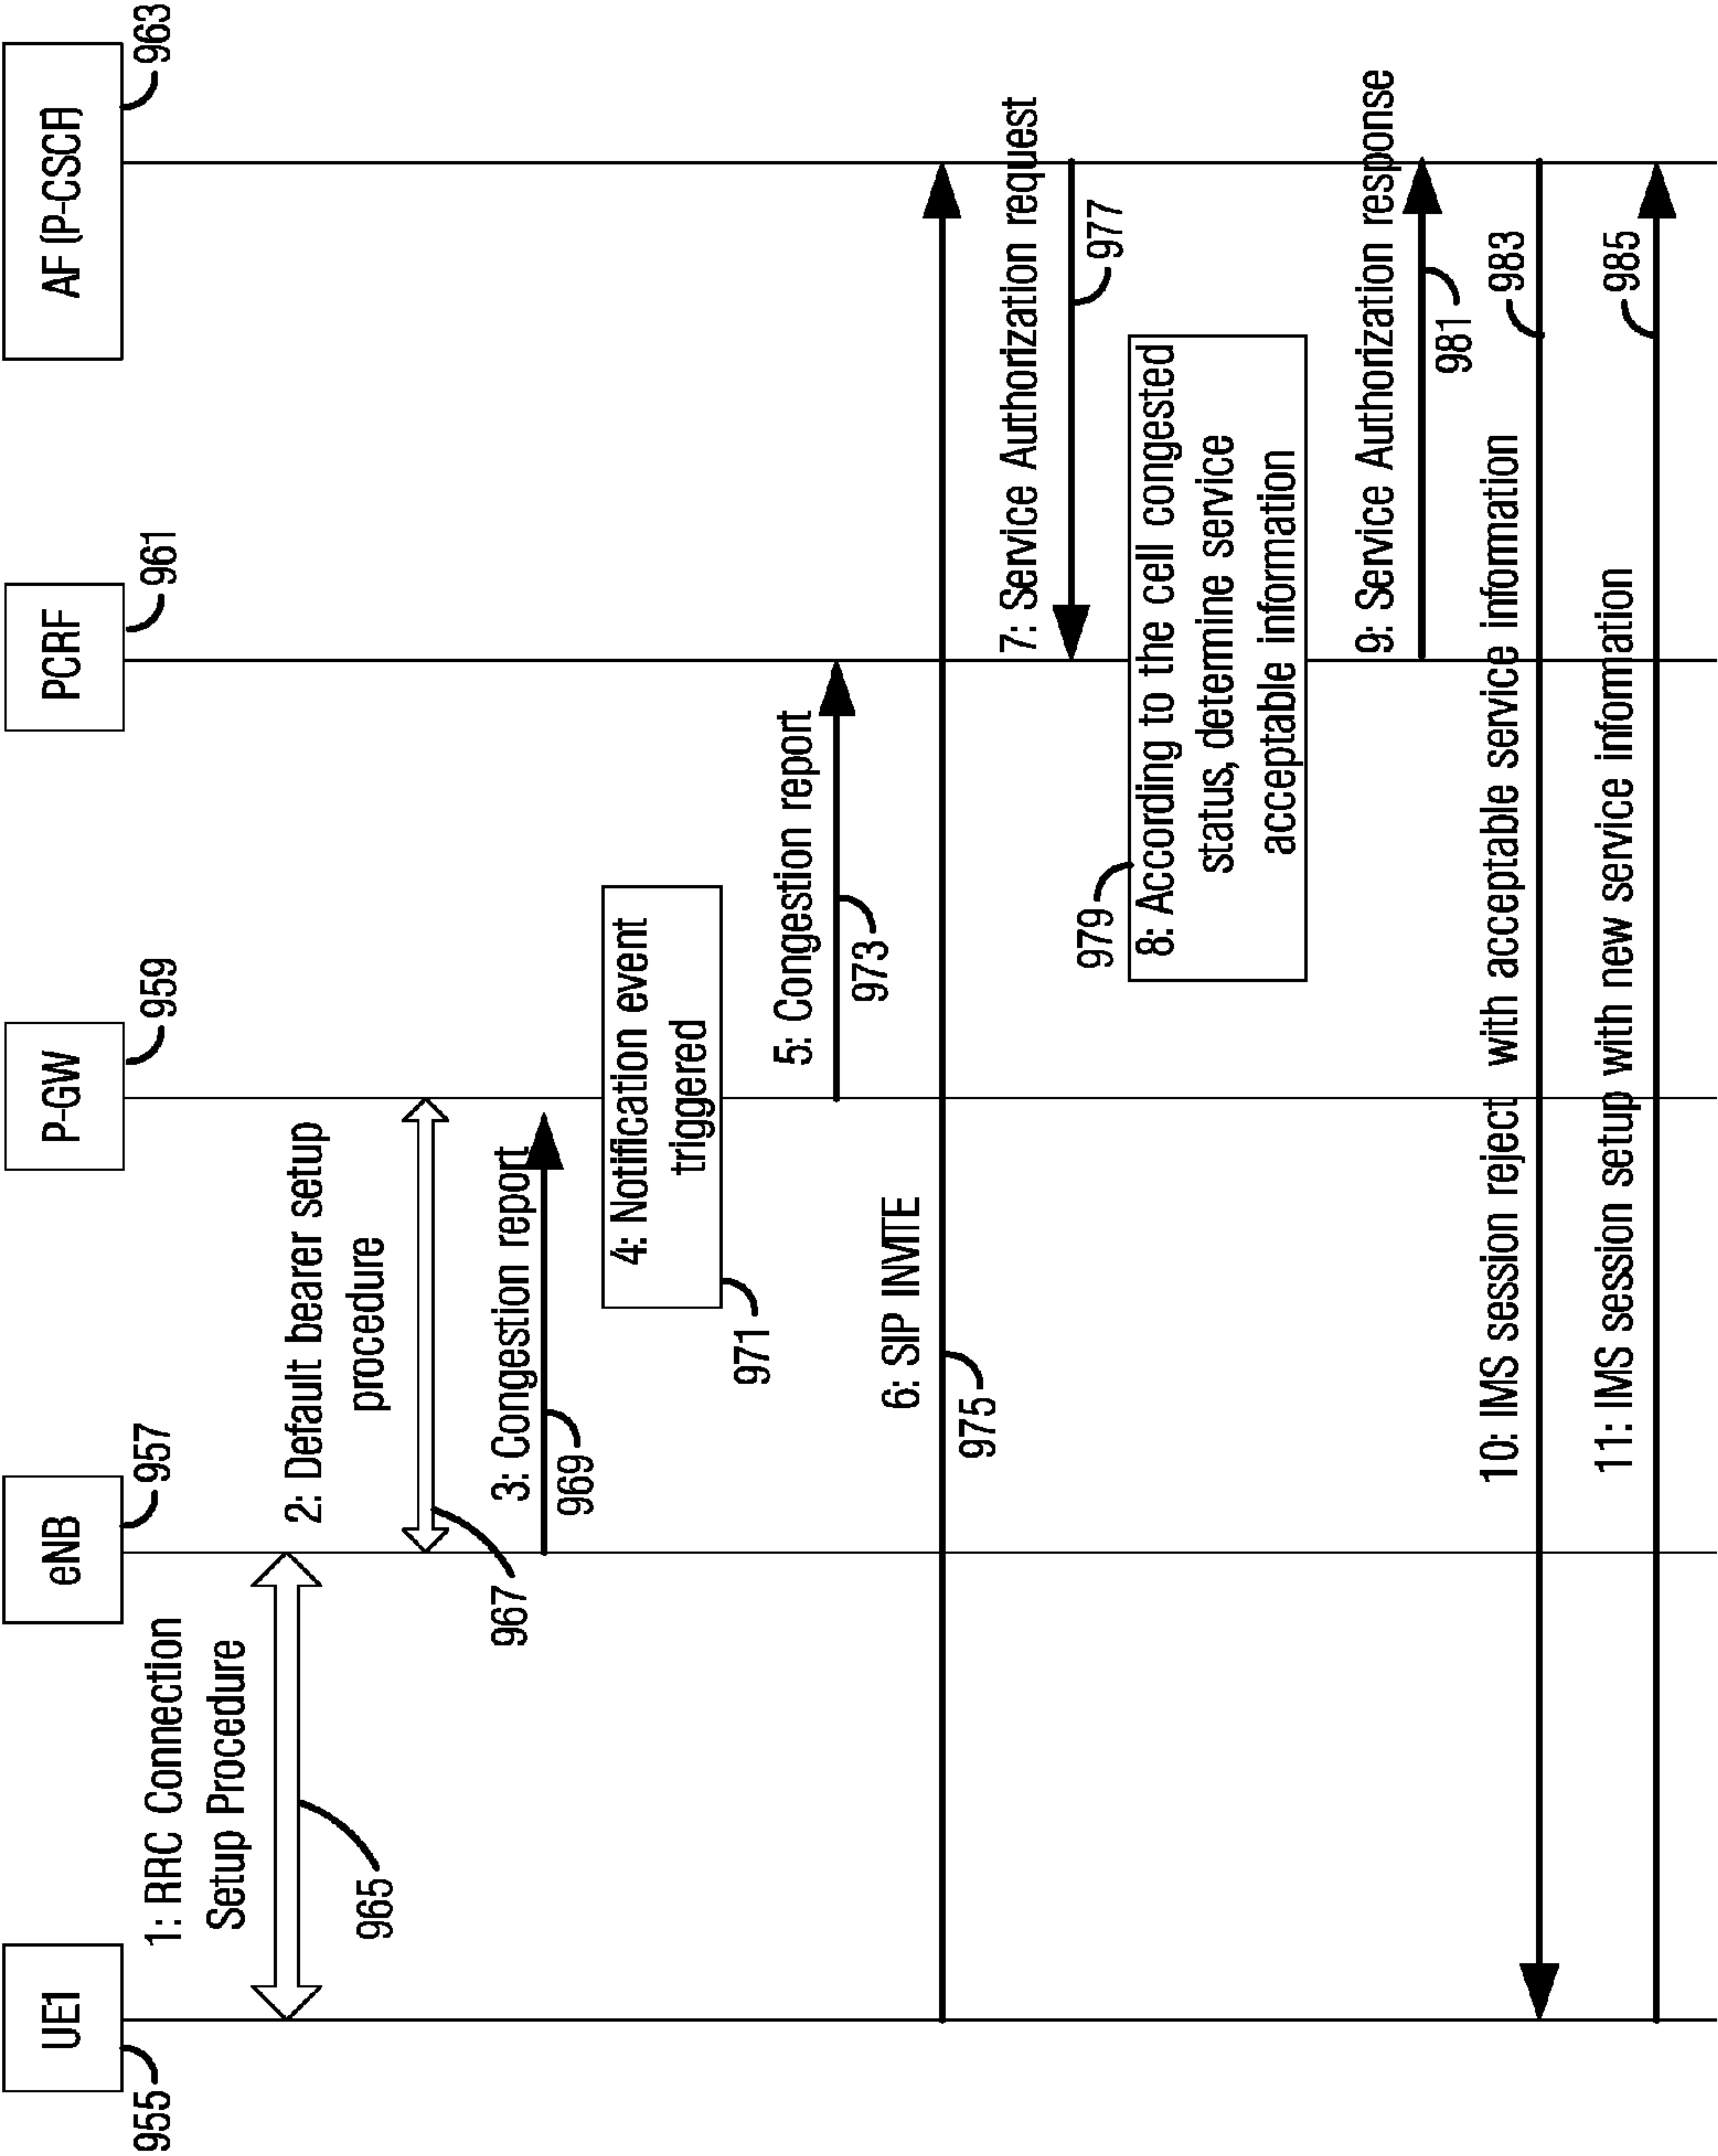 UE1
eNB
P-GW
PCRF
AF (P-CSCF)
955
957
959
961
963
1: RRC Connection
Setup Procedure
965
2: Default bearer setup
procedure
967
3: Congestion report
969
4: Notification event
triggered
971
5: Congestion report
973
6: SIP INVITE
975
7: Service Authorization request
977
979
8: According to the cell congested
status, determine service
acceptable information
9: Service Authorization response
981
10: IMS session reject with acceptable service information
983
11: IMS session setup with new service information
985